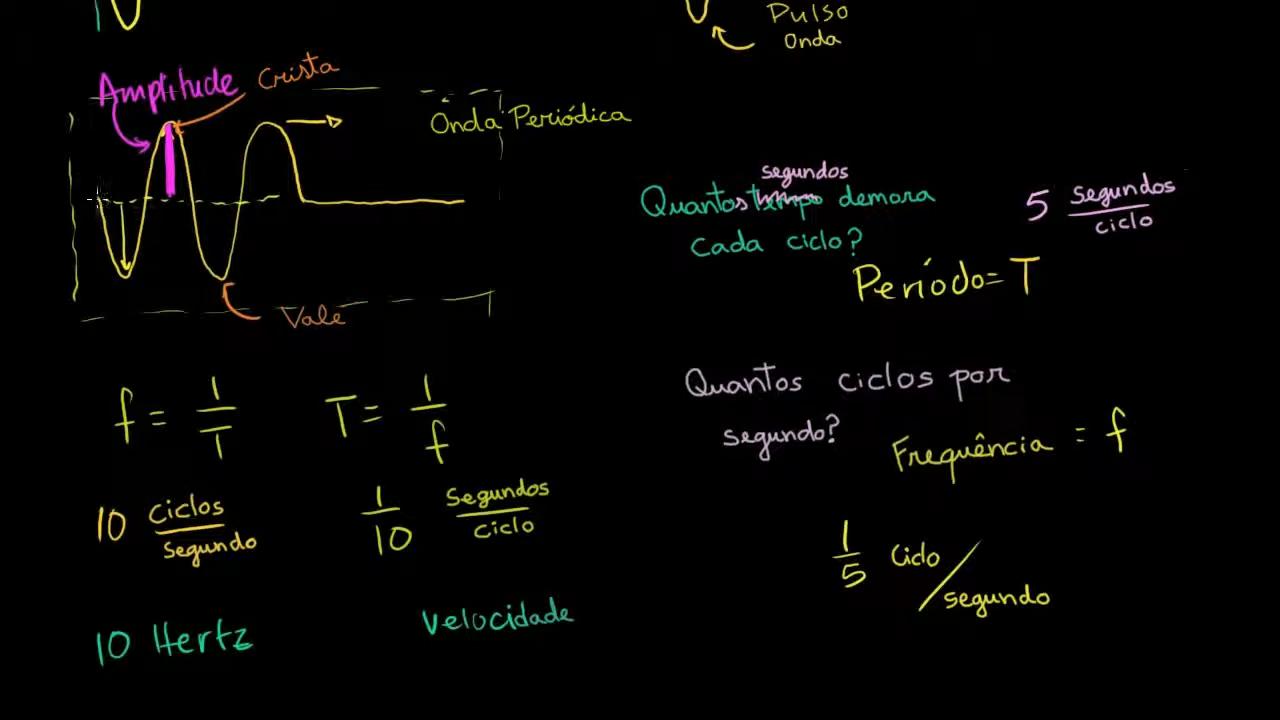 Pulso
Onda
Amplitude
Crista
Onda Periódica
Vale
segundos
Quantos tempo demora
cada ciclo?
5 segundos
ciclo
Período = T
f = 1/T
T = 1/f
Quantos ciclos por
segundo?
Frequência = f
10 Ciclos
segundo
1/10 Segundos
ciclo
1/5 Ciclo / segundo
10 Hertz
Velocidade